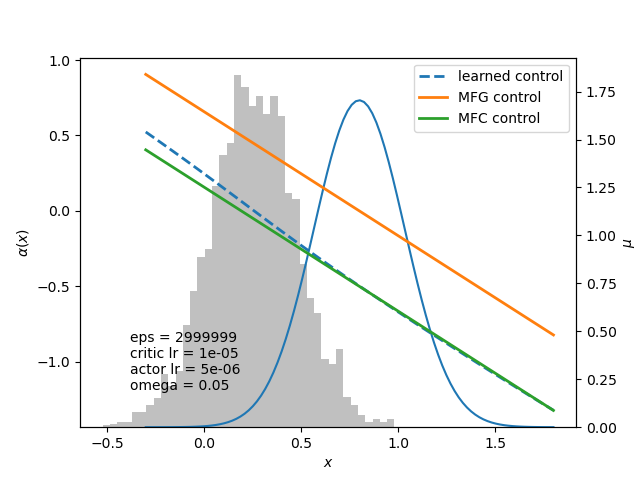 learned control
MFG control
MFC control
1.0
0.5
0.0
−0.5
−1.0
α(x)
eps = 2999999
critic lr = 1e-05
actor lr = 5e-06
omega = 0.05
1.75
1.50
1.25
1.00
0.75
0.50
0.25
0.00
μ
−0.5
0.0
0.5
1.0
1.5
x